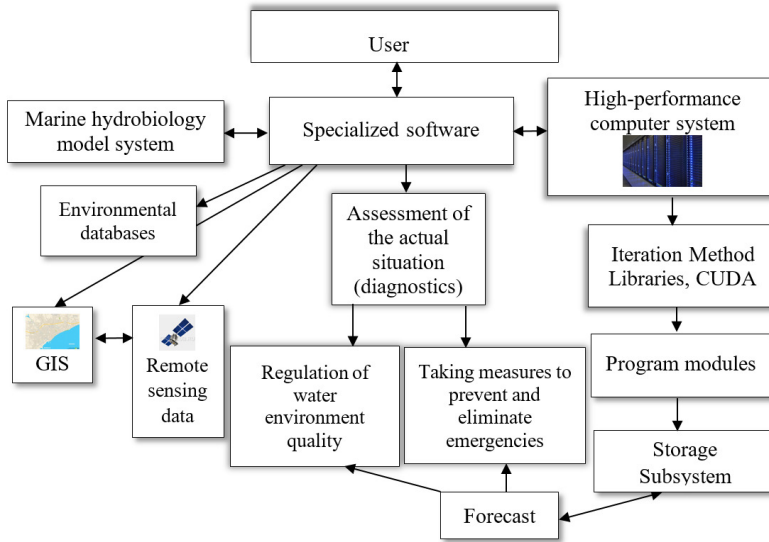 User
Marine hydrobiology
model system
Specialized software
High-performance
computer system
Environmental
databases
Assessment of
the actual
situation
(diagnostics)
Iteration Method
Libraries, CUDA
GIS
Remote
sensing
data
Regulation of
water
environment
quality
Taking measures to
prevent and
eliminate
emergencies
Program modules
Storage
Subsystem
Forecast